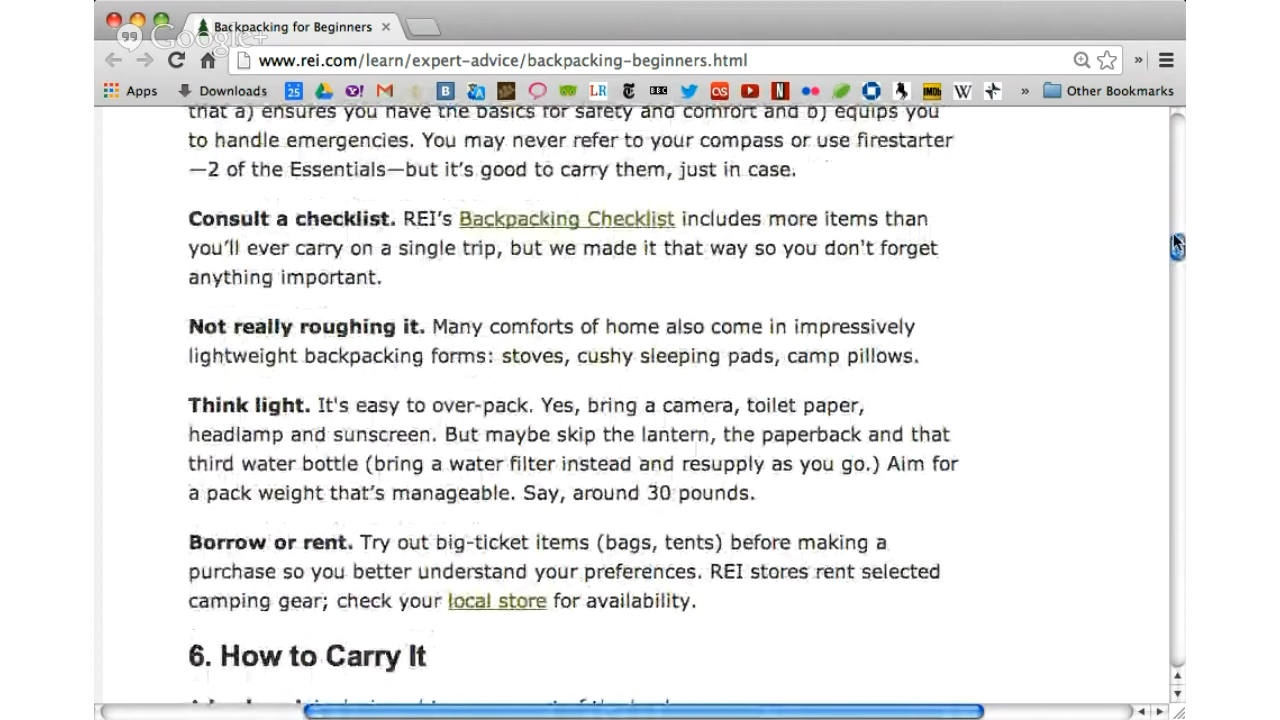 Backpacking for Beginners
Google+
www.rei.com/learn/expert-advice/backpacking-beginners.html
Apps Downloads 25 Y! M B LR T BBC os N IMDb W » Other Bookmarks
that a) ensures you have the basics for safety and comfort and b) equips you
to handle emergencies. You may never refer to your compass or use firestarter
—2 of the Essentials—but it’s good to carry them, just in case.
Consult a checklist. REI’s Backpacking Checklist includes more items than
you’ll ever carry on a single trip, but we made it that way so you don't forget
anything important.
Not really roughing it. Many comforts of home also come in impressively
lightweight backpacking forms: stoves, cushy sleeping pads, camp pillows.
Think light. It's easy to over-pack. Yes, bring a camera, toilet paper,
headlamp and sunscreen. But maybe skip the lantern, the paperback and that
third water bottle (bring a water filter instead and resupply as you go.) Aim for
a pack weight that’s manageable. Say, around 30 pounds.
Borrow or rent. Try out big-ticket items (bags, tents) before making a
purchase so you better understand your preferences. REI stores rent selected
camping gear; check your local store for availability.
6. How to Carry It